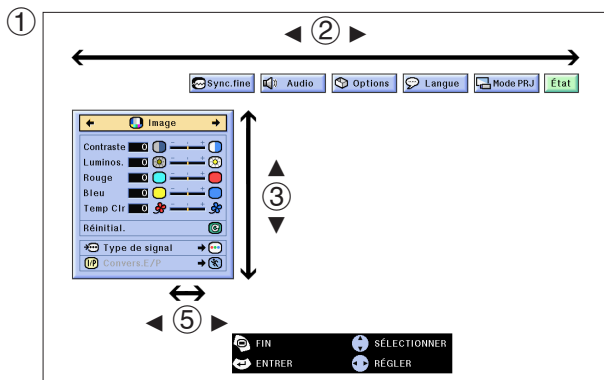 ①
◀ ② ▶
Sync.fine Audio Options Langue Mode PRJ État
Image
Contraste 0 - +
Luminos. 0 - +
Rouge 0 - +
Bleu 0 - +
Temp Clr 0 - +
Réinitial.
Type de signal
I/P Convers.E/P
▲
③
▼
◀ ⑤ ▶
FIN SÉLECTIONNER
ENTRER RÉGLER